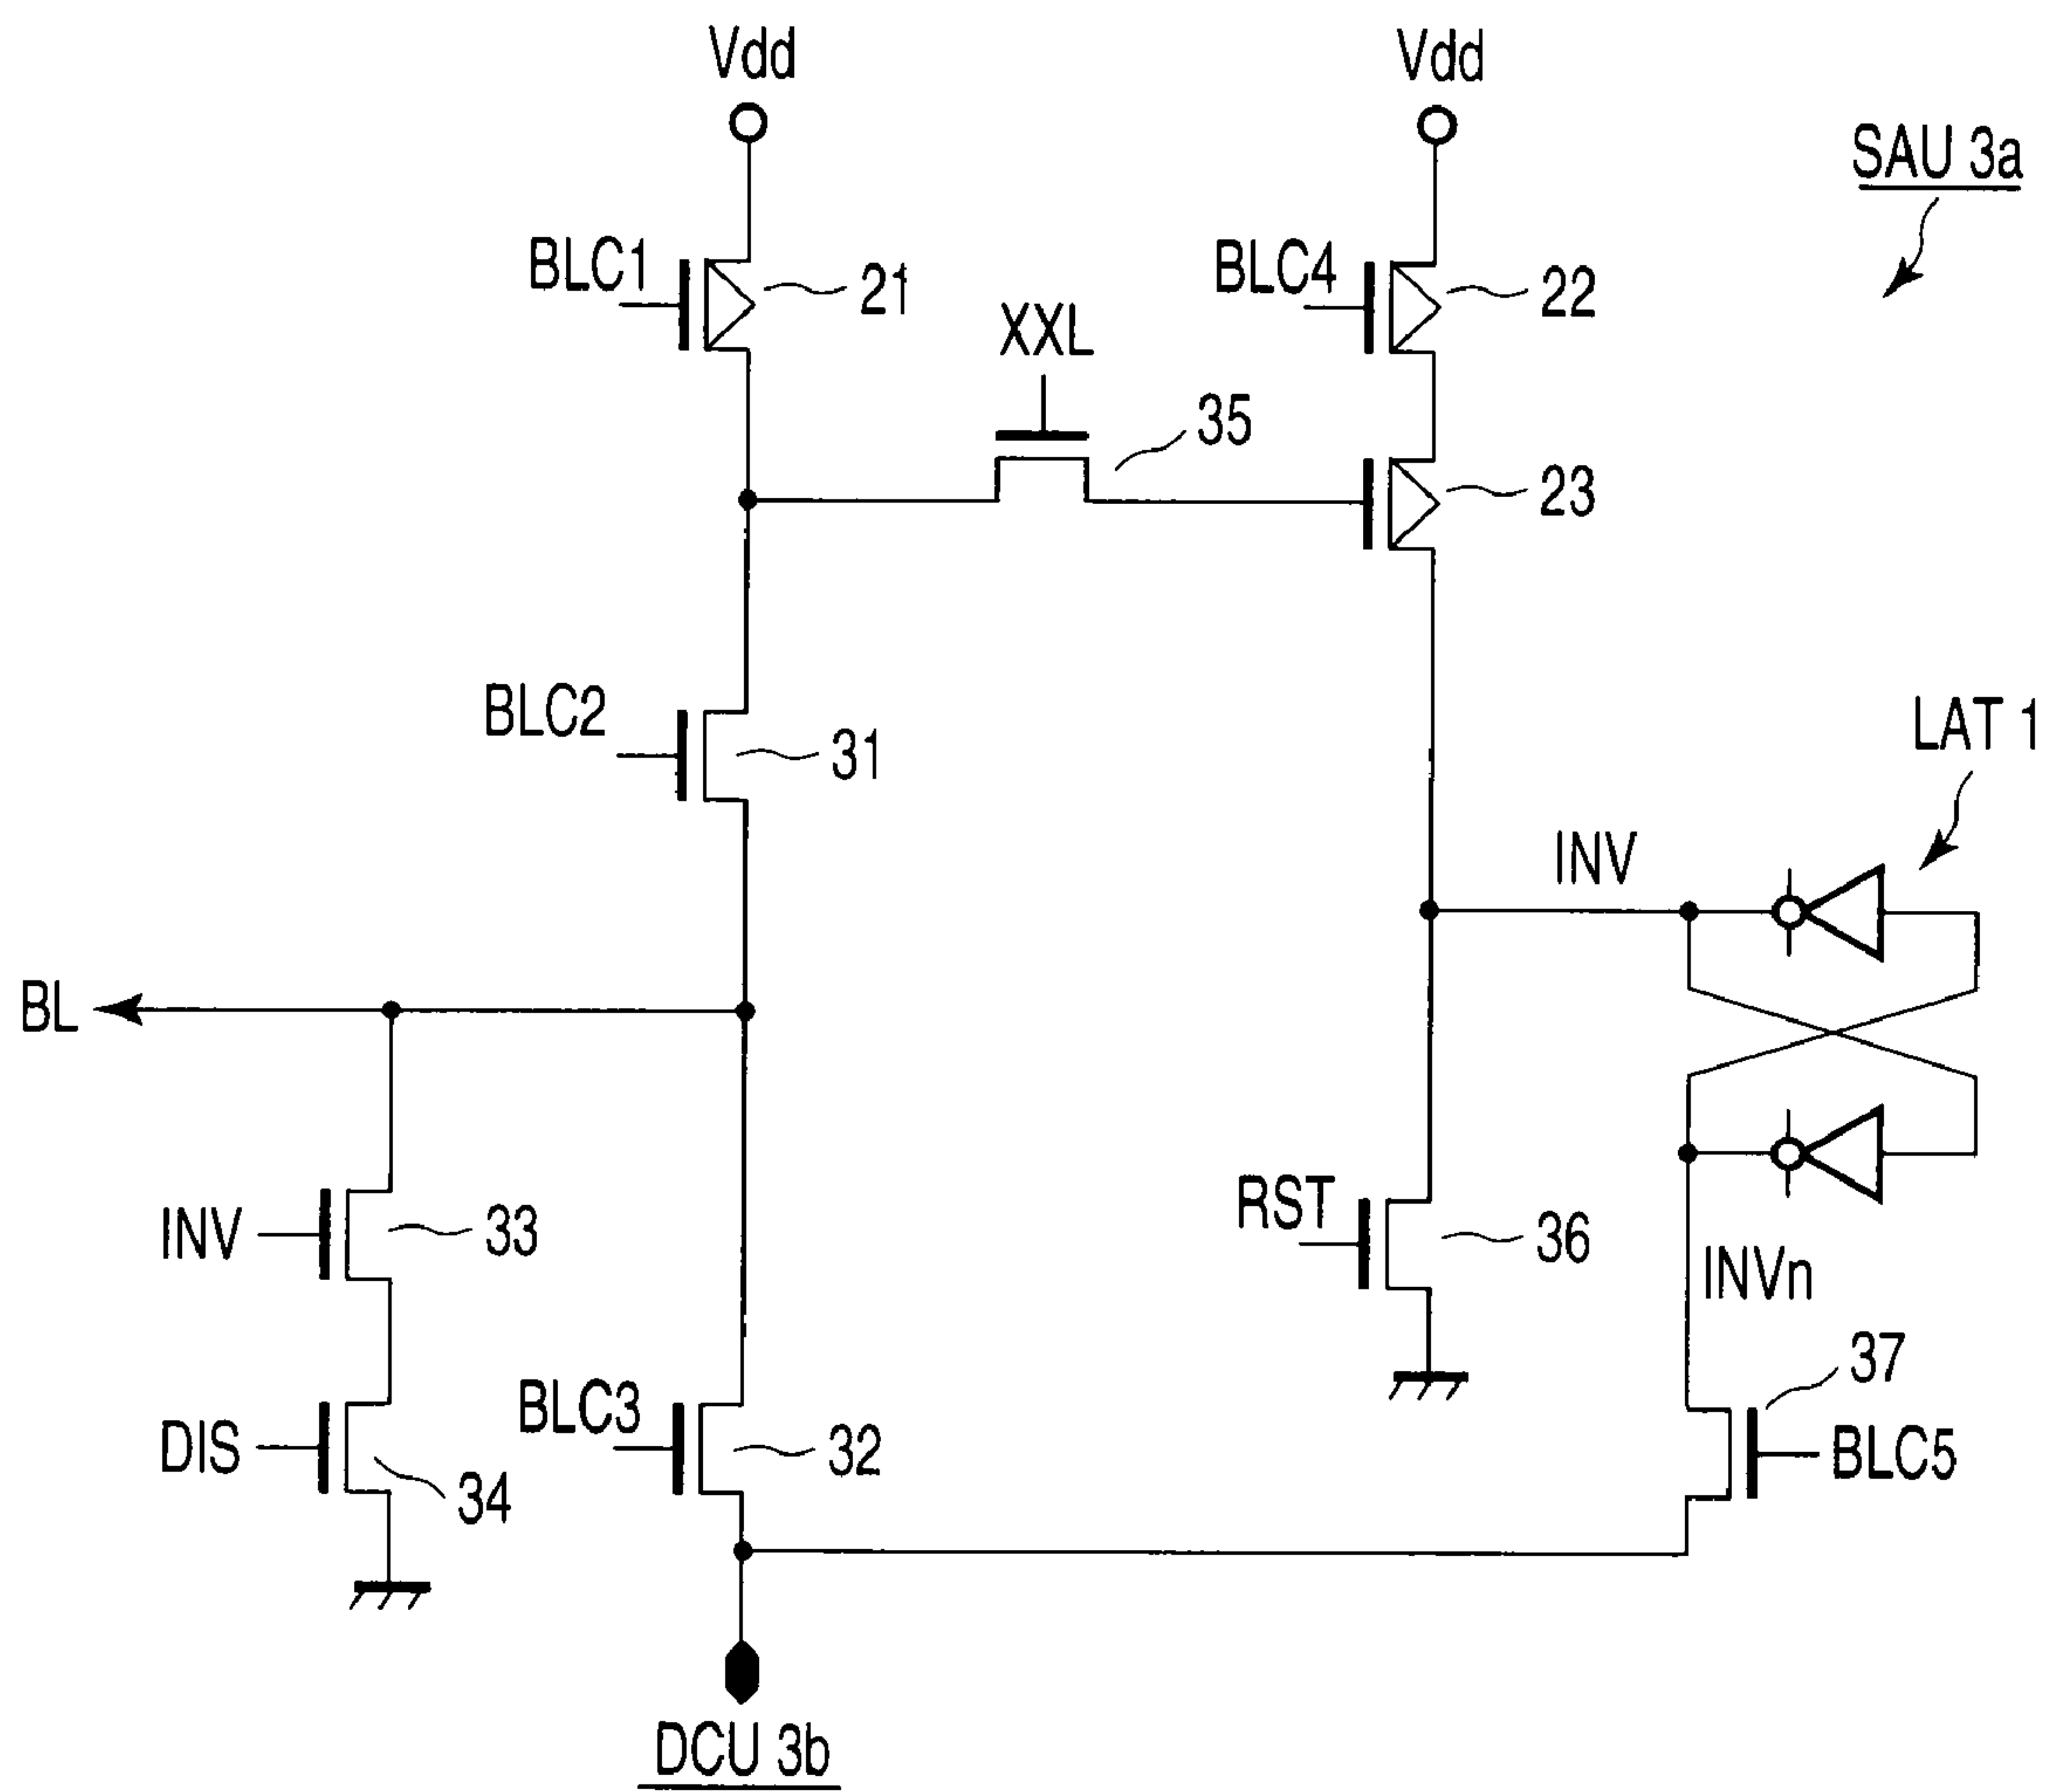 Vdd
Vdd
SAU 3a
BLC1
21
BLC4
22
XXL
35
23
BLC2
31
LAT 1
INV
BL
INV
33
RST
36
INVn
37
DIS
34
BLC3
32
BLC5
DCU 3b